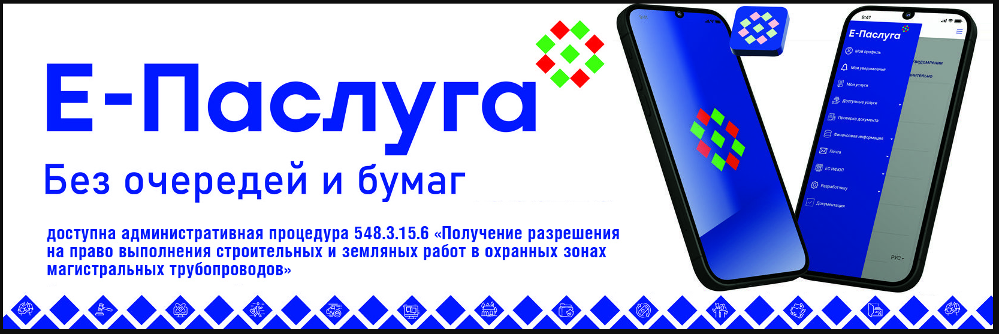 Е-Паслуга
Без очередей и бумаг
доступна административная процедура 548.3.15.6 «Получение разрешения
на право выполнения строительных и земляных работ в охранных зонах
магистральных трубопроводов»
9:41
9:41
Е-Паслуга
Мой профиль
Мои уведомления
Мои услуги
Доступные услуги
Проверка документа
Финансовая информация
Почта
ЕС ИФЮЛ
Разработчику
Документация
ведомления
нительно
РУС